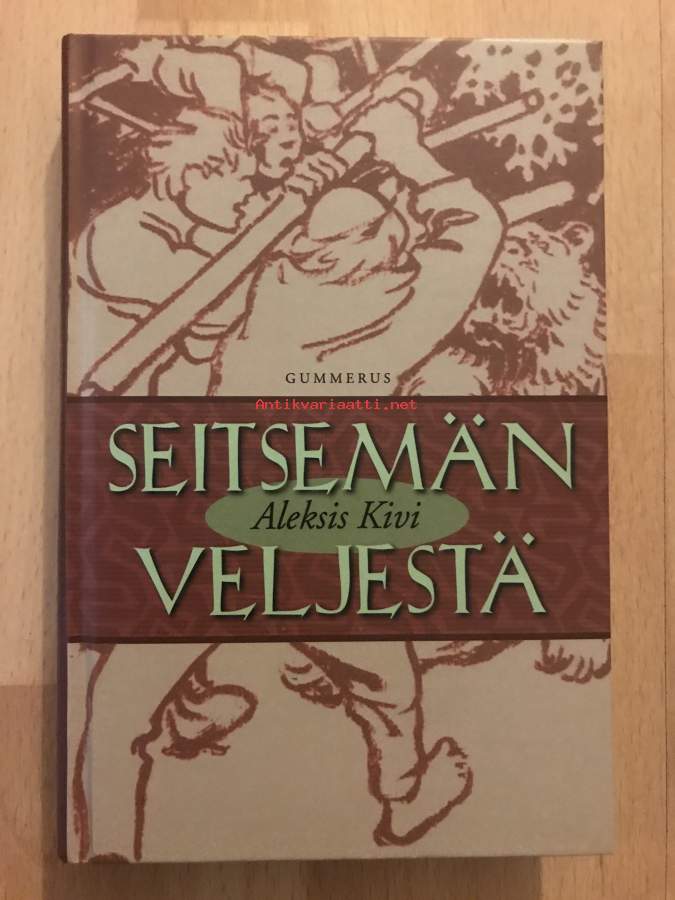 GUMMERUS
Antikvariaatti.net
SEITSEMÄN
Aleksis Kivi
VELJESTÄ